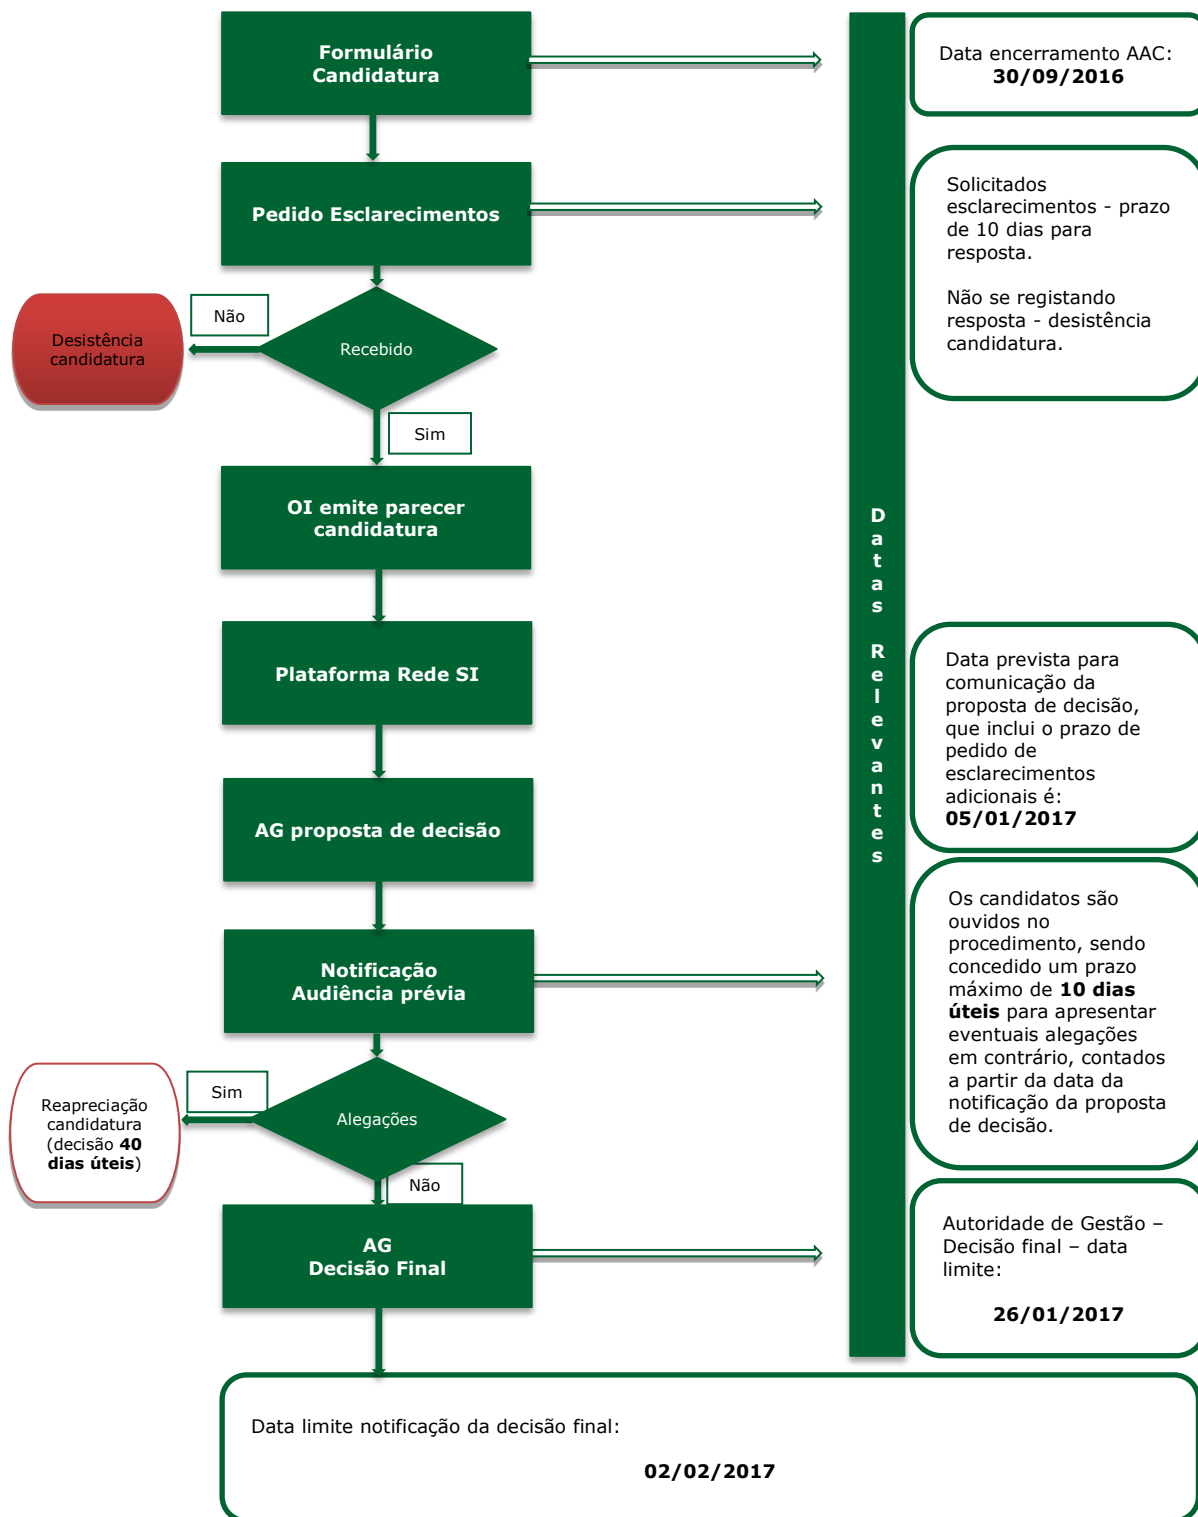 Formulário
Candidatura
Data encerramento AAC:
30/09/2016
Pedido Esclarecimentos
Solicitados
esclarecimentos - prazo
de 10 dias para
resposta.
Não se registando
resposta - desistência
candidatura.
Não
Desistência
candidatura
Recebido
Sim
OI emite parecer
candidatura
Datas Relevantes
Plataforma Rede SI
Data prevista para
comunicação da
proposta de decisão,
que inclui o prazo de
pedido de
esclarecimentos
adicionais é:
05/01/2017
AG proposta de decisão
Notificação
Audiência prévia
Os candidatos são
ouvidos no
procedimento, sendo
concedido um prazo
máximo de 10 dias
úteis para apresentar
eventuais alegações
em contrário, contados
a partir da data da
notificação da proposta
de decisão.
Sim
Reapreciação
candidatura
(decisão 40
dias úteis)
Alegações
Não
AG
Decisão Final
Autoridade de Gestão –
Decisão final – data
limite:
26/01/2017
Data limite notificação da decisão final:
02/02/2017